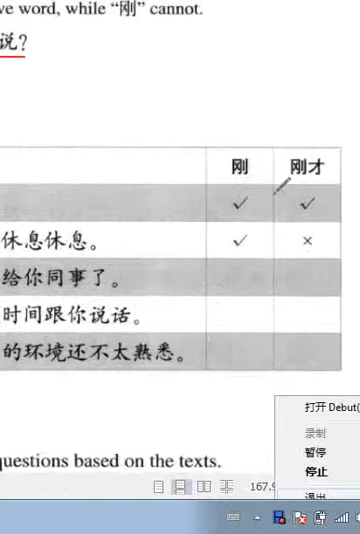 ve word, while “刚” cannot.
说?
刚 刚才
✓ ✓
休息休息。 ✓ ×
给你同事了。
时间跟你说话。
的环境还不太熟悉。
打开 Debut(
录制
暂停
停止
退出
questions based on the texts.
167.9